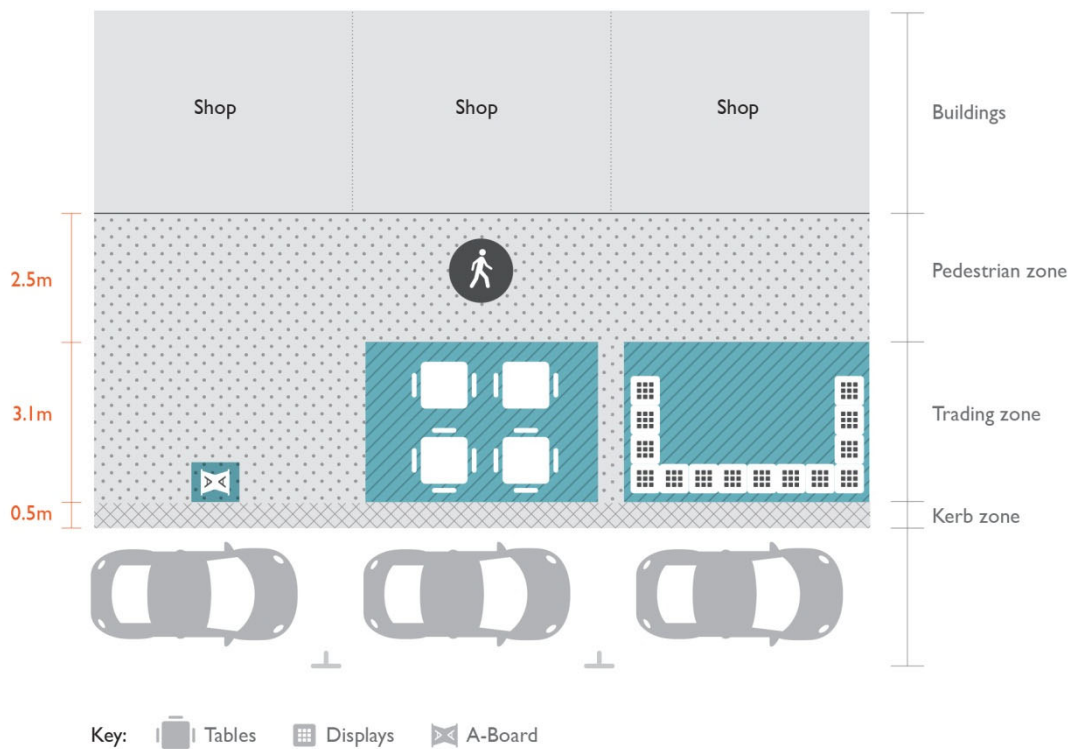 Shop
Shop
Shop
Buildings
2.5m
Pedestrian zone
3.1m
Trading zone
0.5m
Kerb zone
Key:
Tables
Displays
A-Board